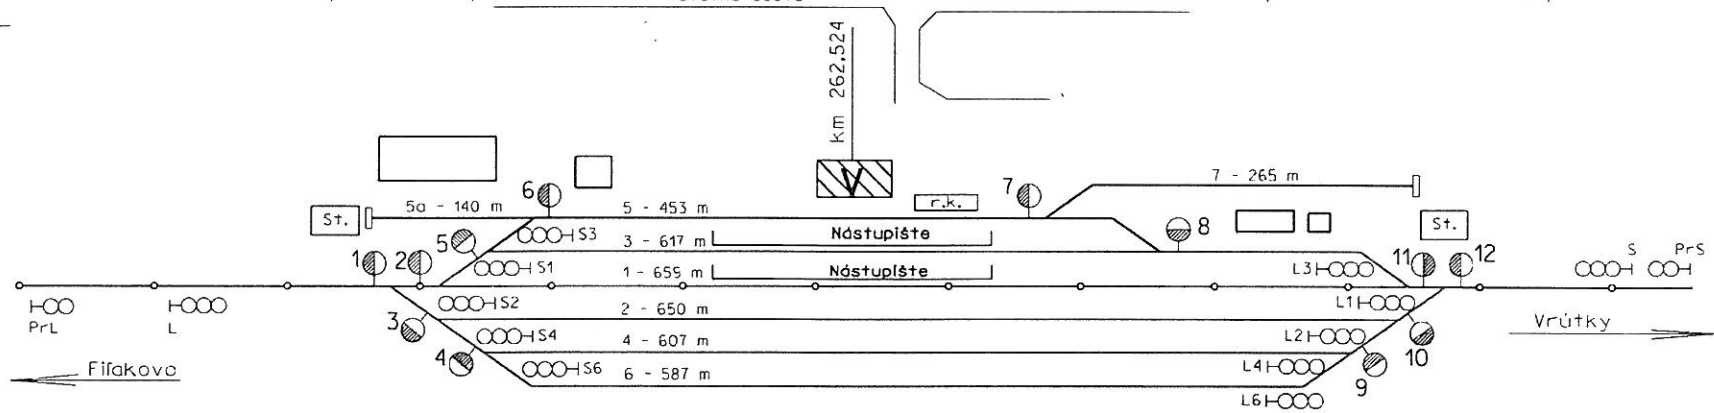 km 262.524
V
r.k.
7 - 265 m
6
7
5a - 140 m
5 - 453 m
St.
5
S3
3 - 617 m
Nástupište
8
St.
1
2
S1
1 - 655 m
Nástupište
L3
11
12
S
PrS
PrL
L
S2
2 - 650 m
L1
3
S4
4 - 607 m
L2
10
Vrútky
4
S6
6 - 587 m
L4
9
Fiľakovo
L6